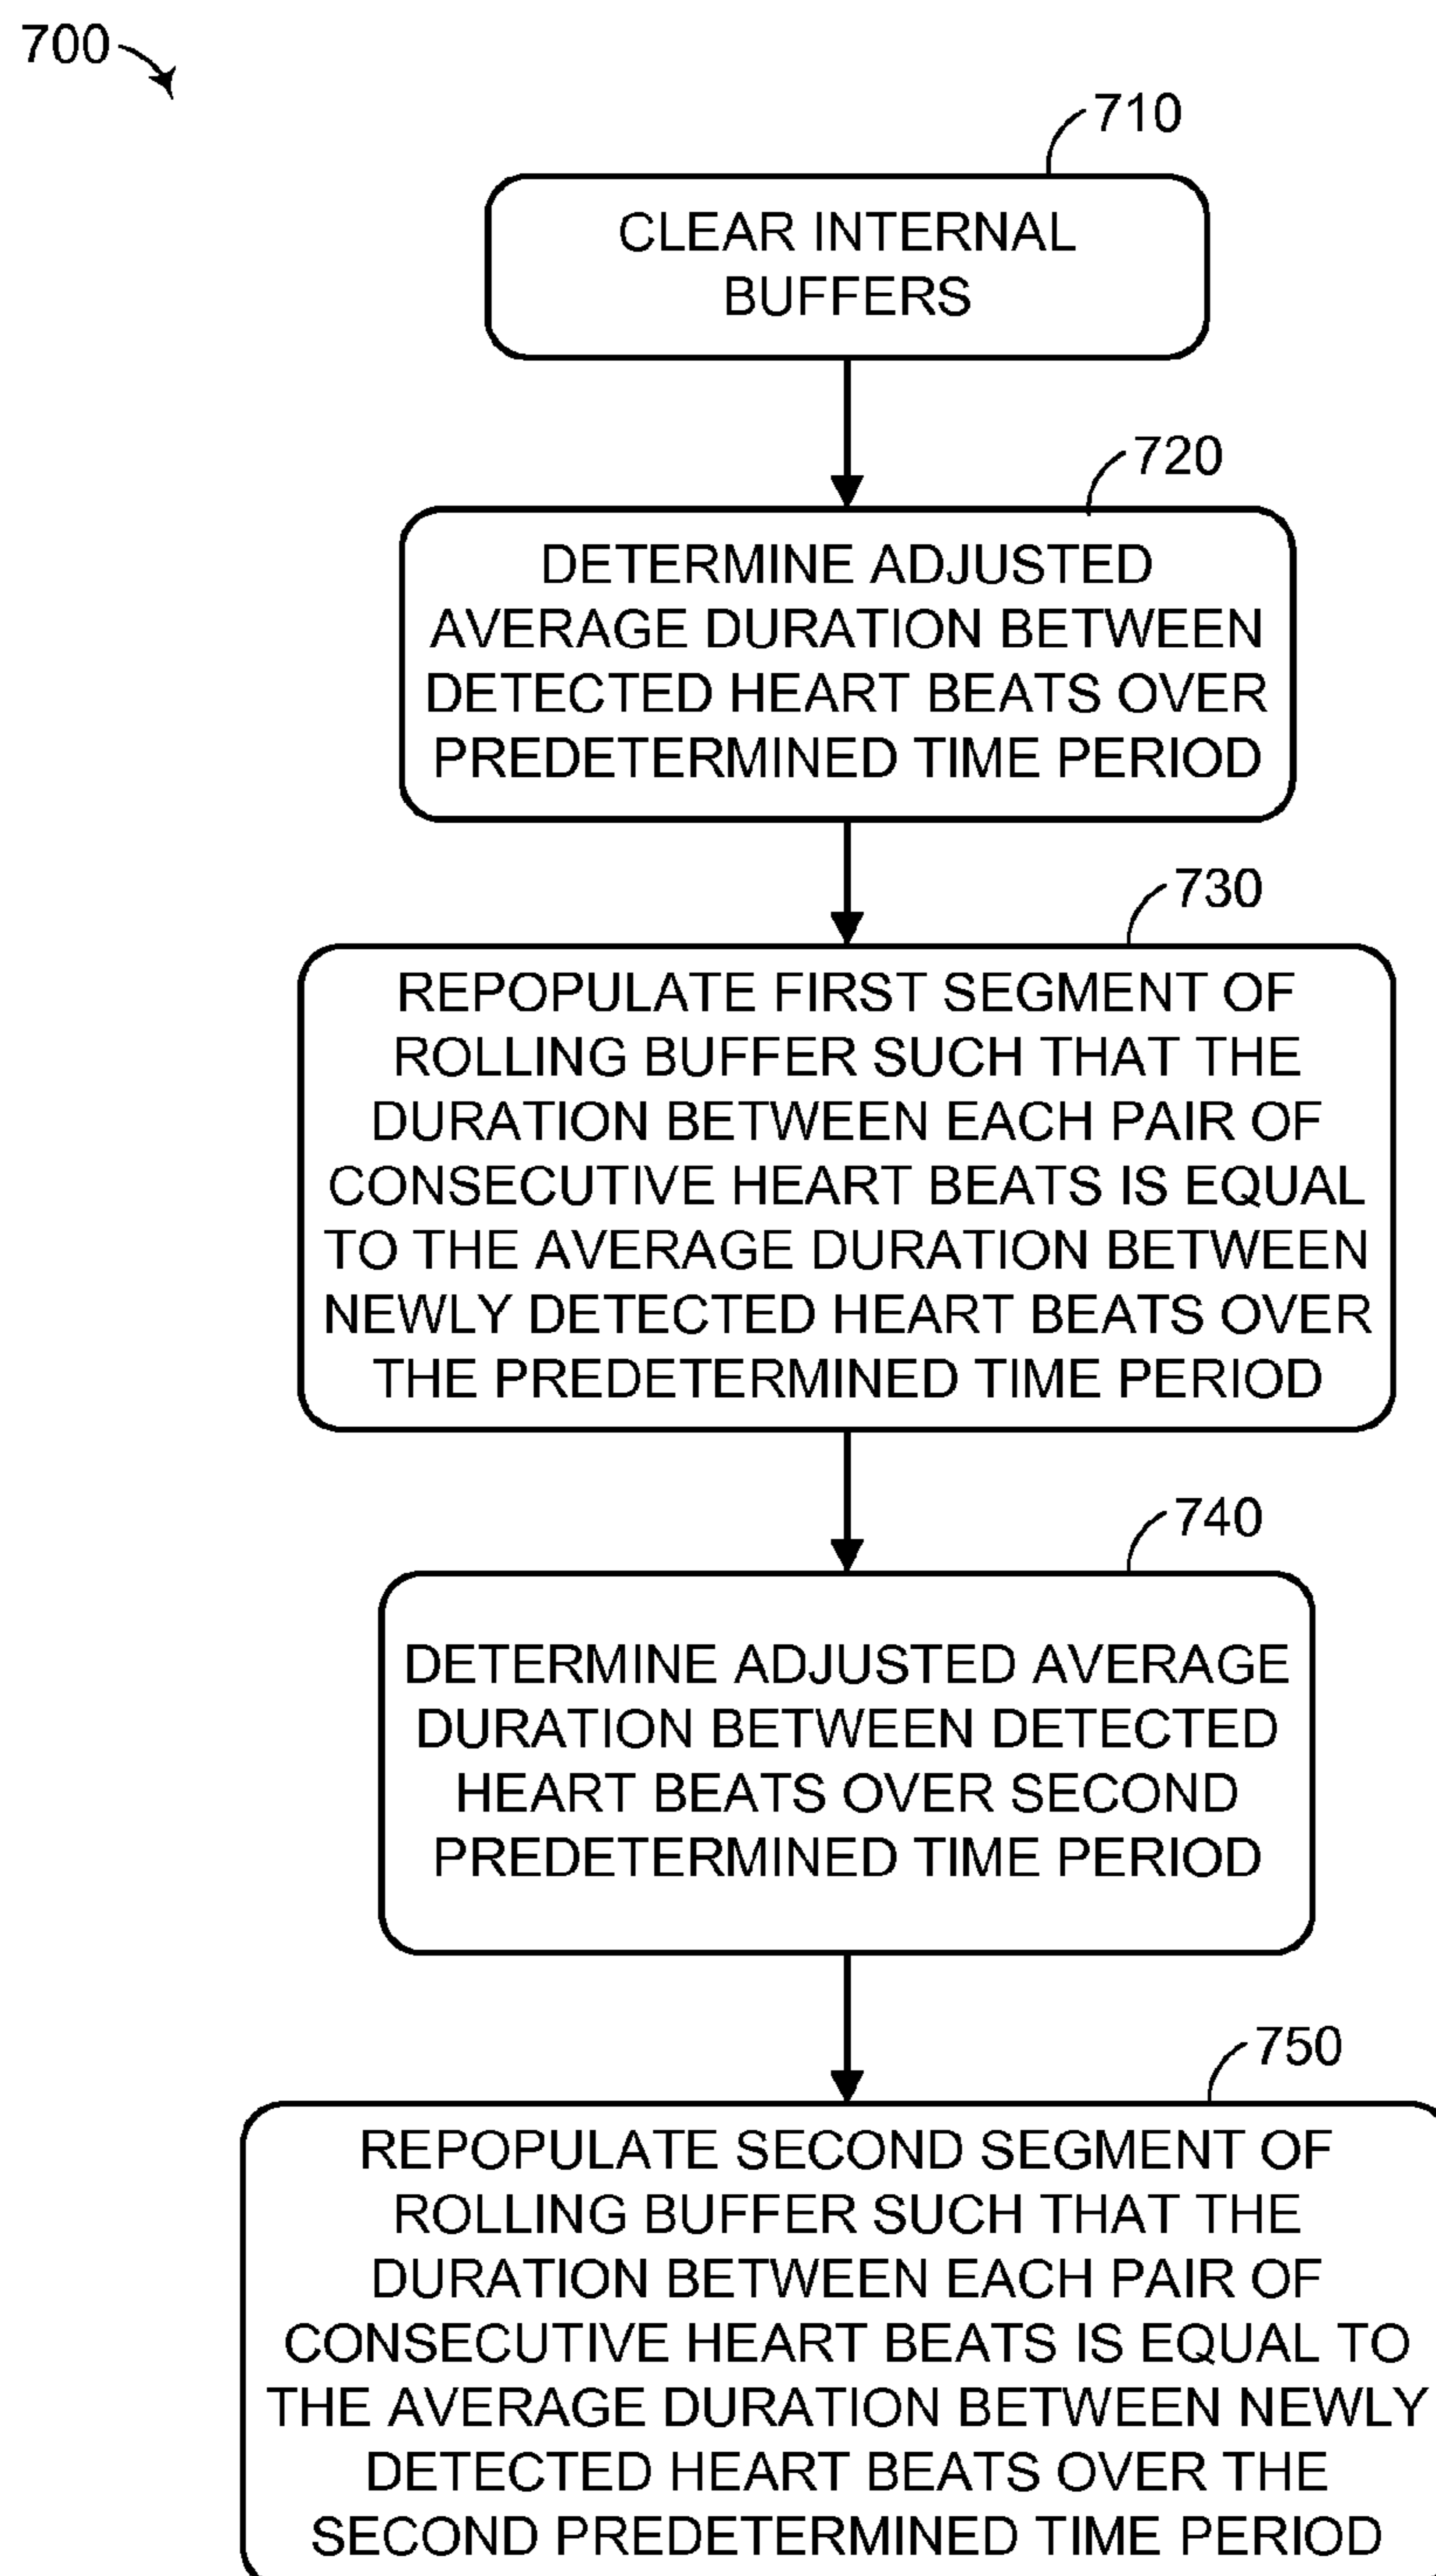 700
710
CLEAR INTERNAL
BUFFERS
720
DETERMINE ADJUSTED
AVERAGE DURATION BETWEEN
DETECTED HEART BEATS OVER
PREDETERMINED TIME PERIOD
730
REPOPULATE FIRST SEGMENT OF
ROLLING BUFFER SUCH THAT THE
DURATION BETWEEN EACH PAIR OF
CONSECUTIVE HEART BEATS IS EQUAL
TO THE AVERAGE DURATION BETWEEN
NEWLY DETECTED HEART BEATS OVER
THE PREDETERMINED TIME PERIOD
740
DETERMINE ADJUSTED AVERAGE
DURATION BETWEEN DETECTED
HEART BEATS OVER SECOND
PREDETERMINED TIME PERIOD
750
REPOPULATE SECOND SEGMENT OF
ROLLING BUFFER SUCH THAT THE
DURATION BETWEEN EACH PAIR OF
CONSECUTIVE HEART BEATS IS EQUAL TO
THE AVERAGE DURATION BETWEEN NEWLY
DETECTED HEART BEATS OVER THE
SECOND PREDETERMINED TIME PERIOD